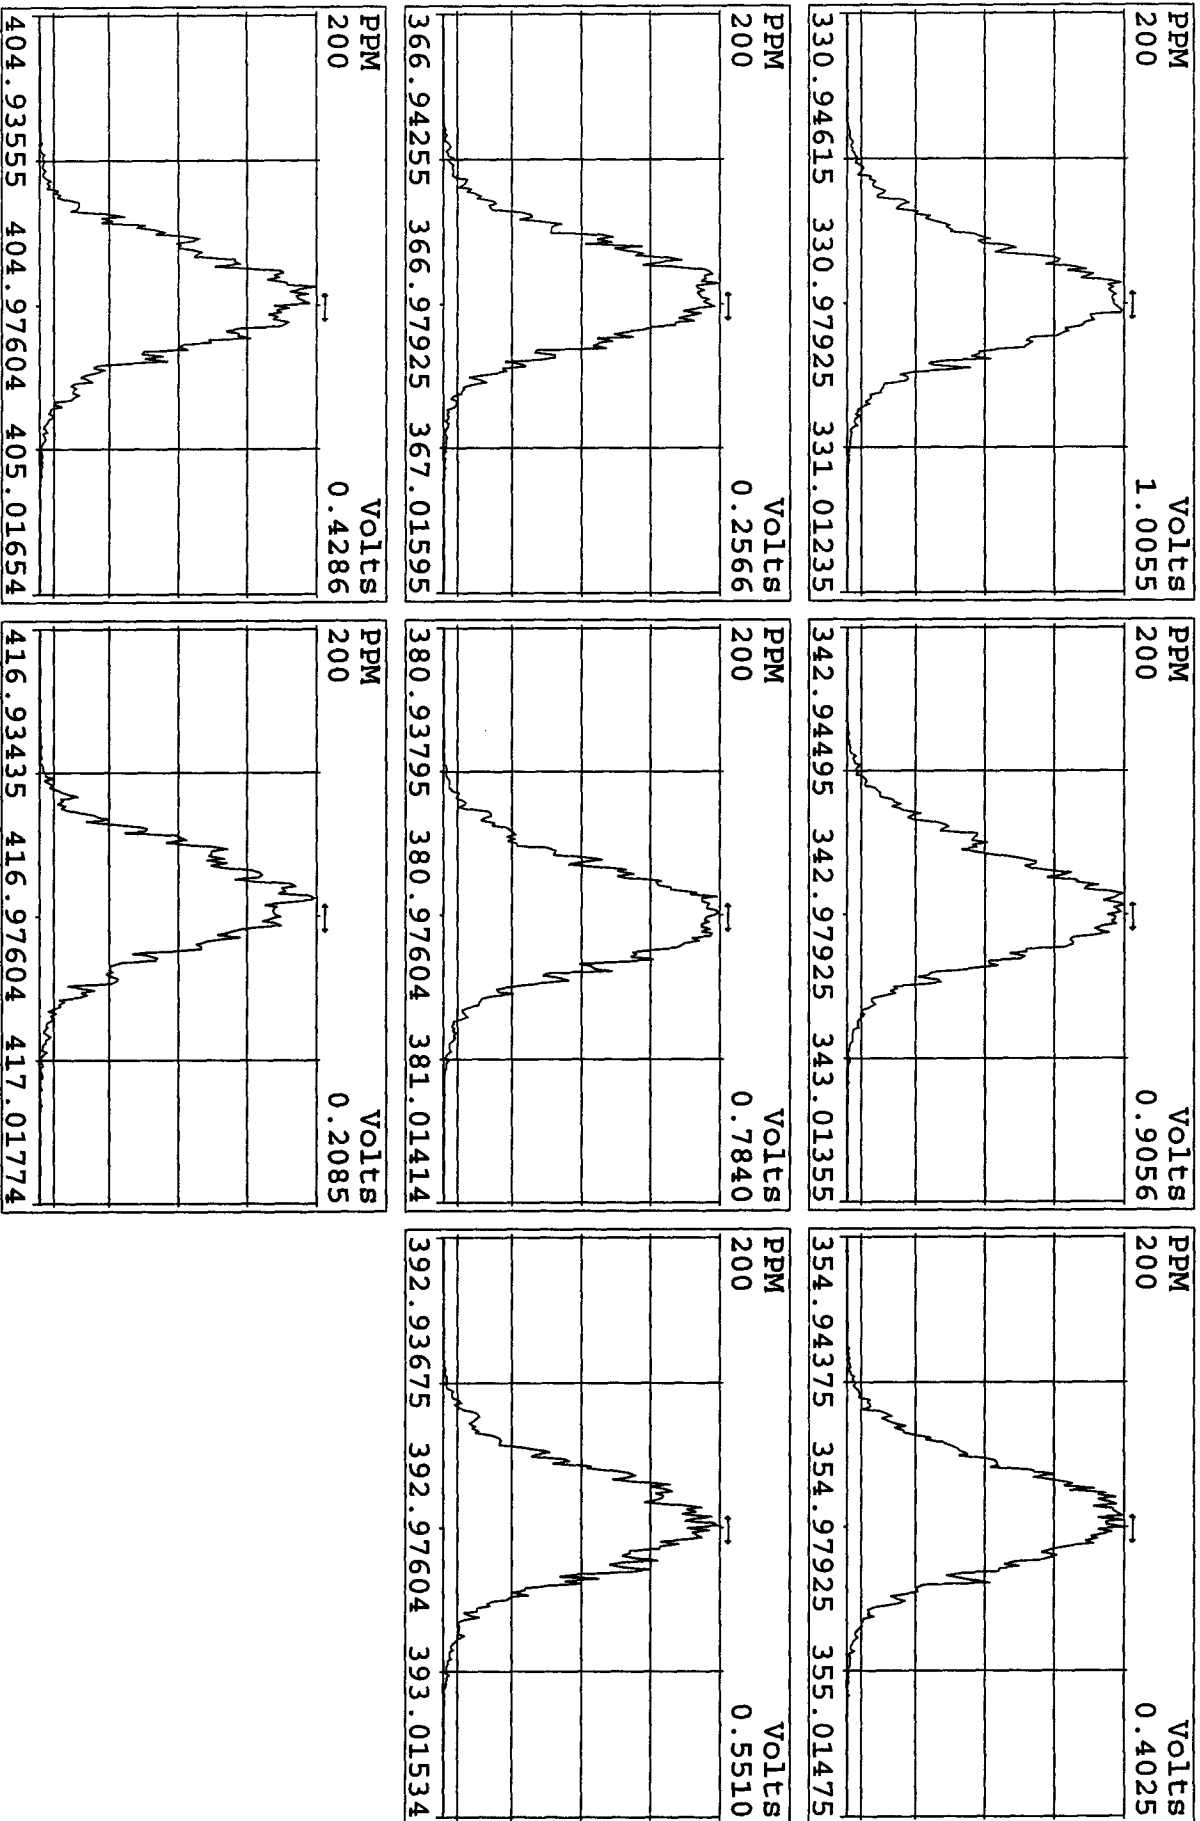 PPM Volts
200 1.0055
330.94615 330.97925 331.01235
PPM Volts
200 0.9056
342.94495 342.97925 343.01355
PPM Volts
200 0.4025
354.94375 354.97925 355.01475
PPM Volts
200 0.2566
366.94255 366.97925 367.01595
PPM Volts
200 0.7840
380.93795 380.97604 381.01414
PPM Volts
200 0.5510
392.93675 392.97604 393.01534
PPM Volts
200 0.4286
404.93555 404.97604 405.01654
PPM Volts
200 0.2085
416.93435 416.97604 417.01774